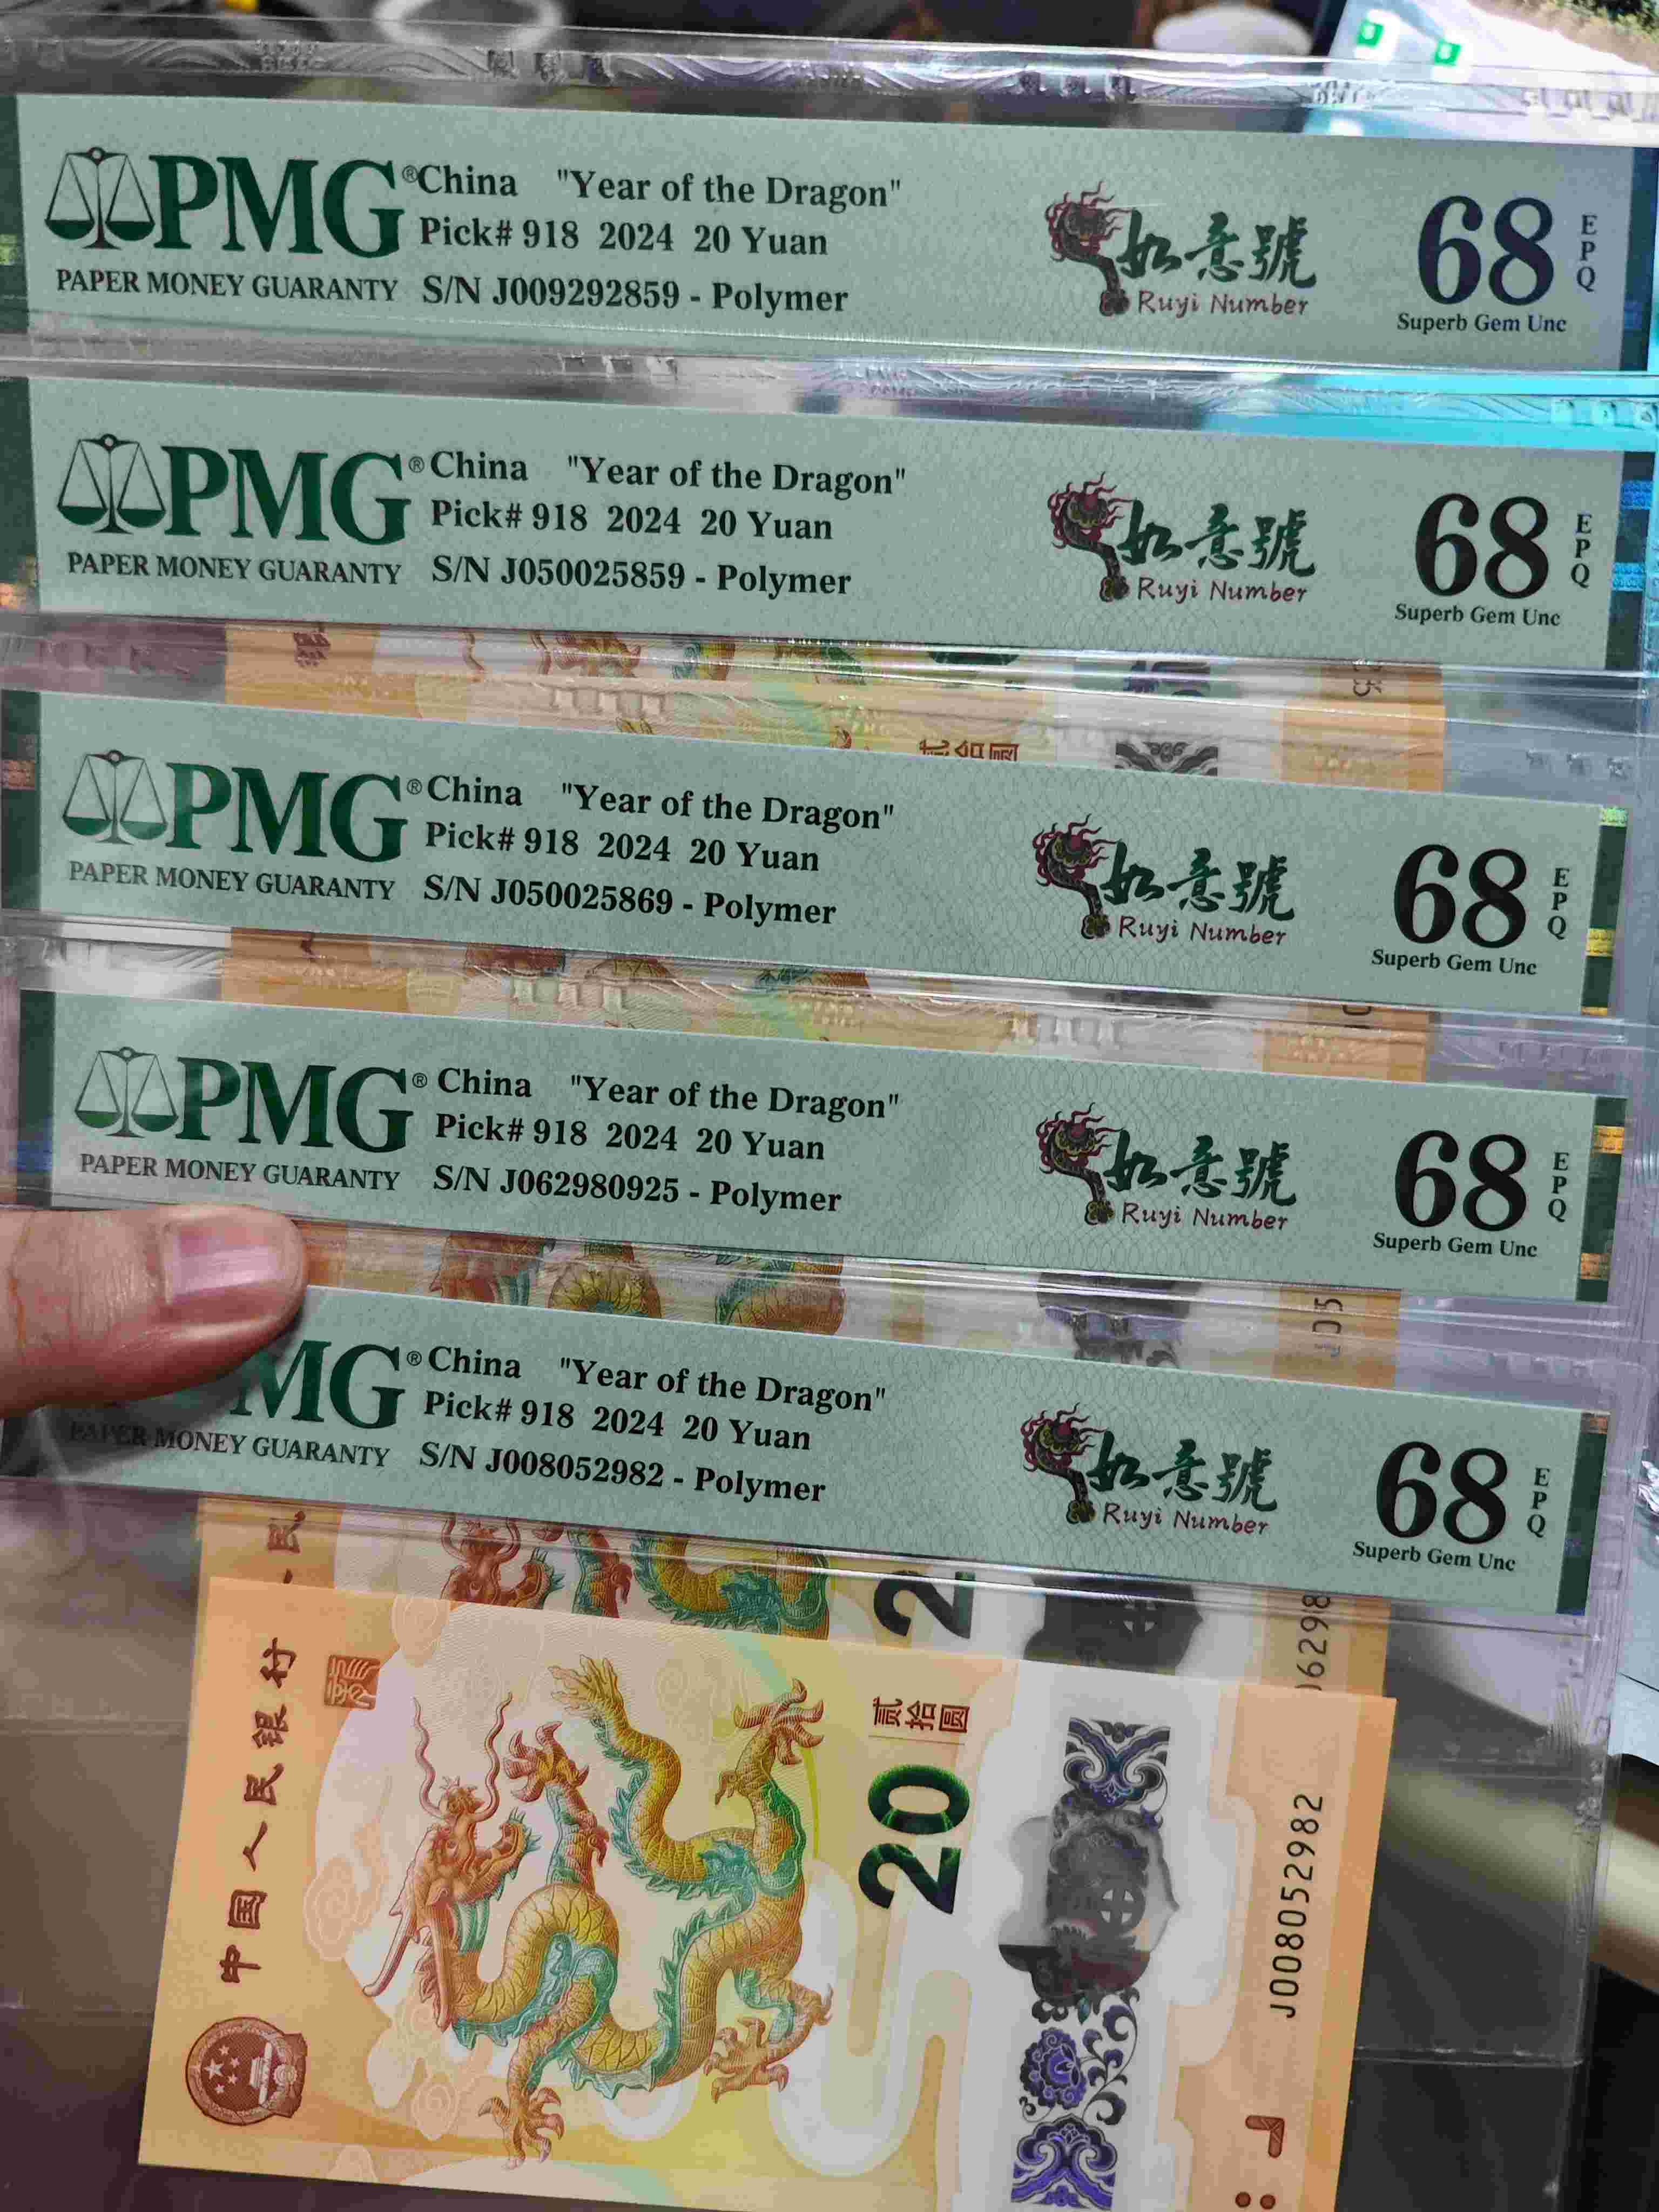 PMG® China "Year of the Dragon"
Pick# 918 2024 20 Yuan
PAPER MONEY GUARANTY S/N J009292859 - Polymer
如意號
Ruyi Number
68 EPQ
Superb Gem Unc
PMG® China "Year of the Dragon"
Pick# 918 2024 20 Yuan
PAPER MONEY GUARANTY S/N J050025859 - Polymer
如意號
Ruyi Number
68 EPQ
Superb Gem Unc
贰拾圆
PMG® China "Year of the Dragon"
Pick# 918 2024 20 Yuan
PAPER MONEY GUARANTY S/N J050025869 - Polymer
如意號
Ruyi Number
68 EPQ
Superb Gem Unc
PMG® China "Year of the Dragon"
Pick# 918 2024 20 Yuan
PAPER MONEY GUARANTY S/N J062980925 - Polymer
如意號
Ruyi Number
68 EPQ
Superb Gem Unc
J05
MG® China "Year of the Dragon"
Pick# 918 2024 20 Yuan
PAPER MONEY GUARANTY S/N J008052982 - Polymer
如意號
Ruyi Number
68 EPQ
Superb Gem Unc
2
6298
中国人民银行
贰拾圆
20
J008052982